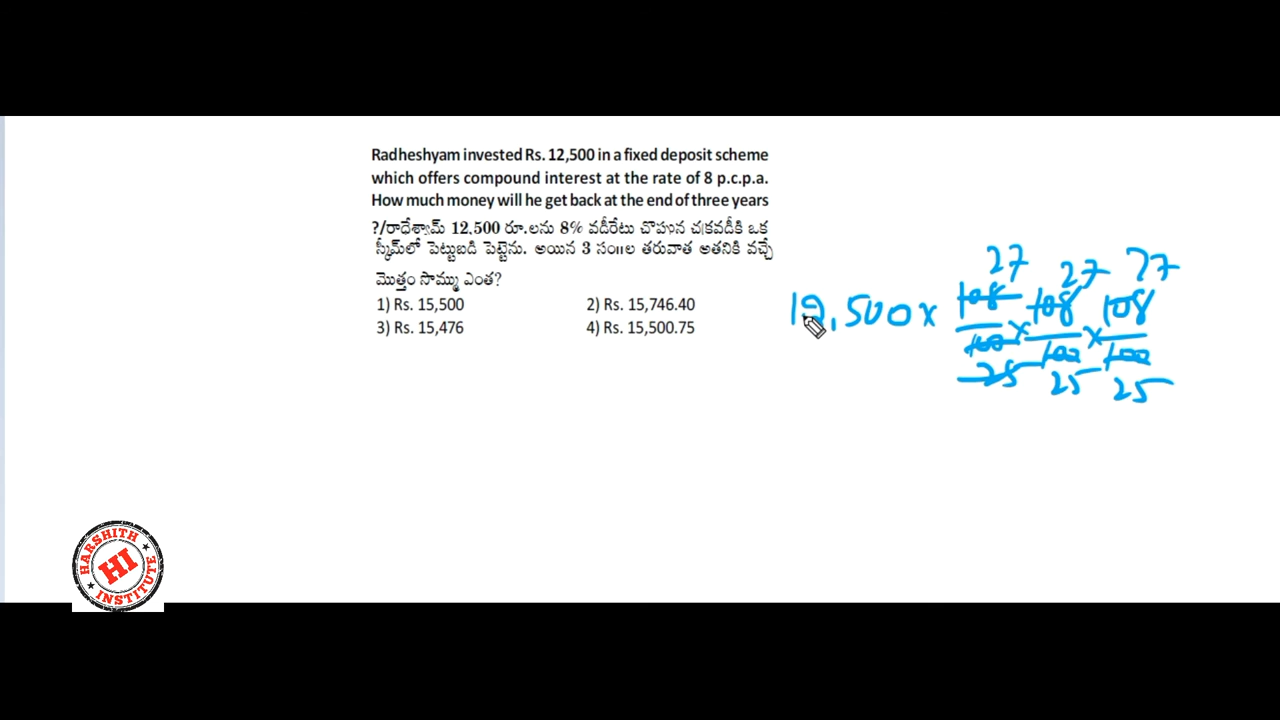 Radheshyam invested Rs. 12,500 in a fixed deposit scheme
which offers compound interest at the rate of 8 p.c.p.a.
How much money will he get back at the end of three years
?/రాధేశ్యామ్ 12,500 రూ.లను 8% వడీరేటు చొహన చకవడీకి ఒక
స్కీమ్‌లో పెట్టుబడి పెట్టెను. అయిన 3 సం॥ల తరువాత అతనికి వచ్చే
మొత్తం సొమ్ము ఎంత?
1) Rs. 15,500 2) Rs. 15,746.40
3) Rs. 15,476 4) Rs. 15,500.75
27 27 27
12,500 x 108 x 108 x 108
100 100 100
25 25 25
HARSHITH
HI
INSTITUTE